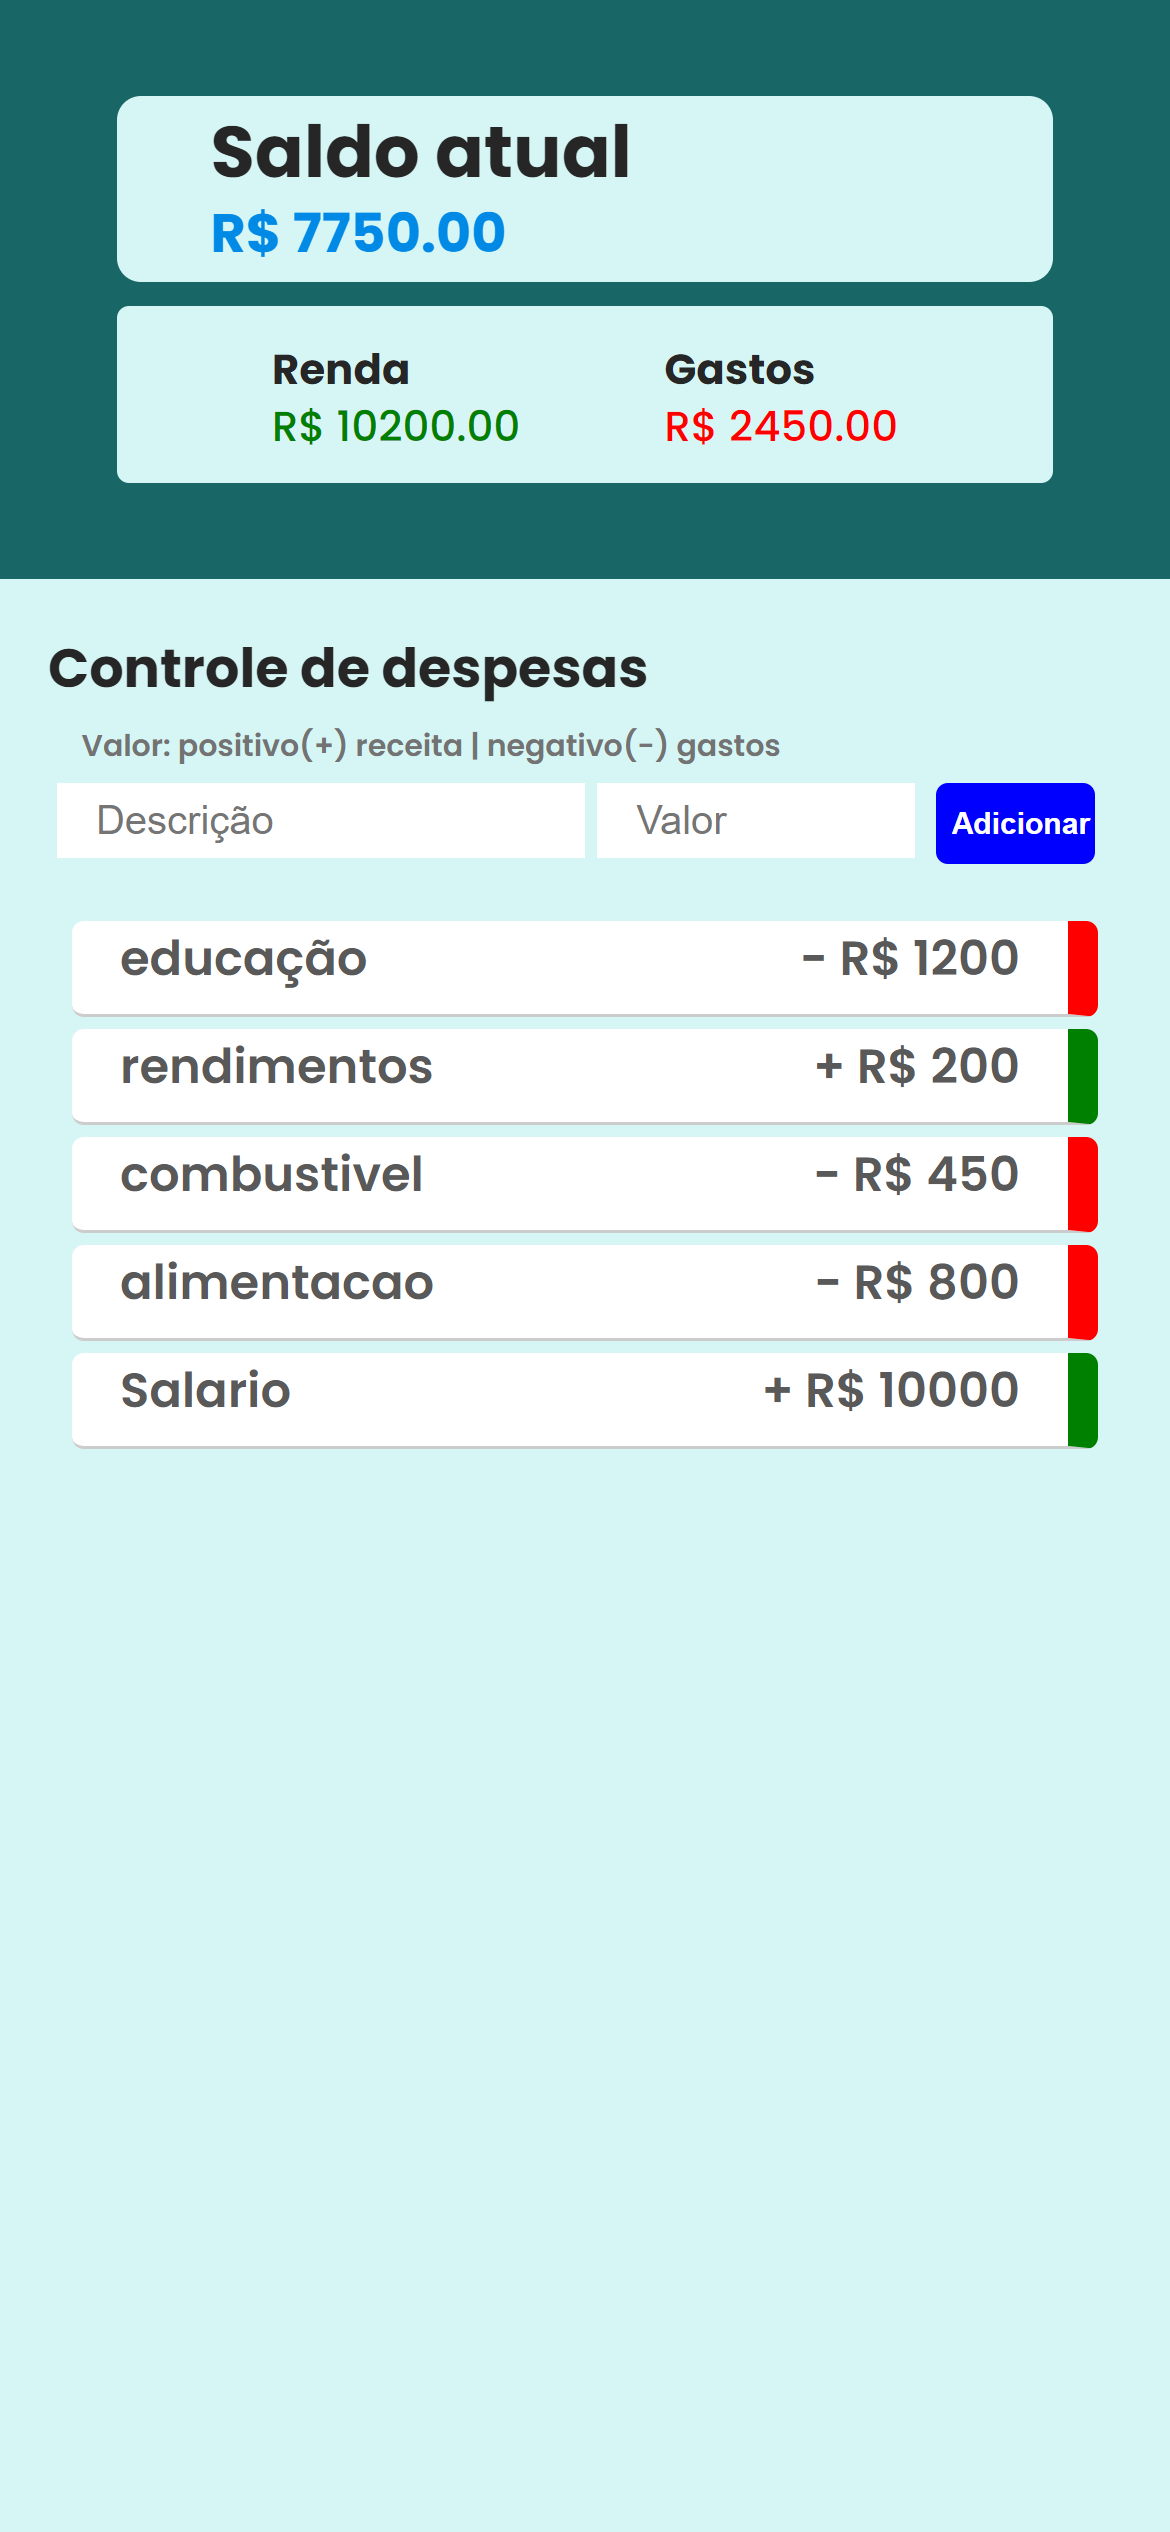 Saldo atual
R$ 7750.00
Renda
R$ 10200.00
Gastos
R$ 2450.00
Controle de despesas
Valor: positivo(+) receita | negativo(-) gastos
Descrição
Valor
Adicionar
educação - R$ 1200
rendimentos + R$ 200
combustivel - R$ 450
alimentacao - R$ 800
Salario + R$ 10000